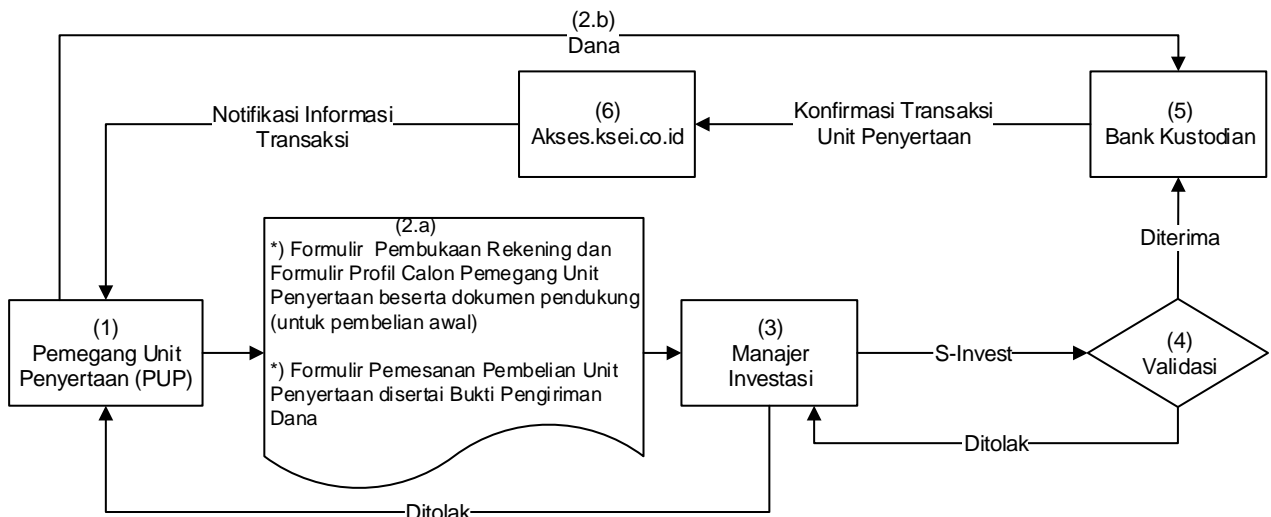 (2.b)
Dana
Notifikasi Informasi
Transaksi
(6)
Akses.ksei.co.id
Konfirmasi Transaksi
Unit Penyertaan
(5)
Bank Kustodian
Diterima
(1)
Pemegang Unit
Penyertaan (PUP)
(2.a)
*) Formulir Pembukaan Rekening dan
Formulir Profil Calon Pemegang Unit
Penyertaan beserta dokumen pendukung
(untuk pembelian awal)
*) Formulir Pemesanan Pembelian Unit
Penyertaan disertai Bukti Pengiriman
Dana
(3)
Manajer
Investasi
S-Invest
(4)
Validasi
Ditolak
Ditolak